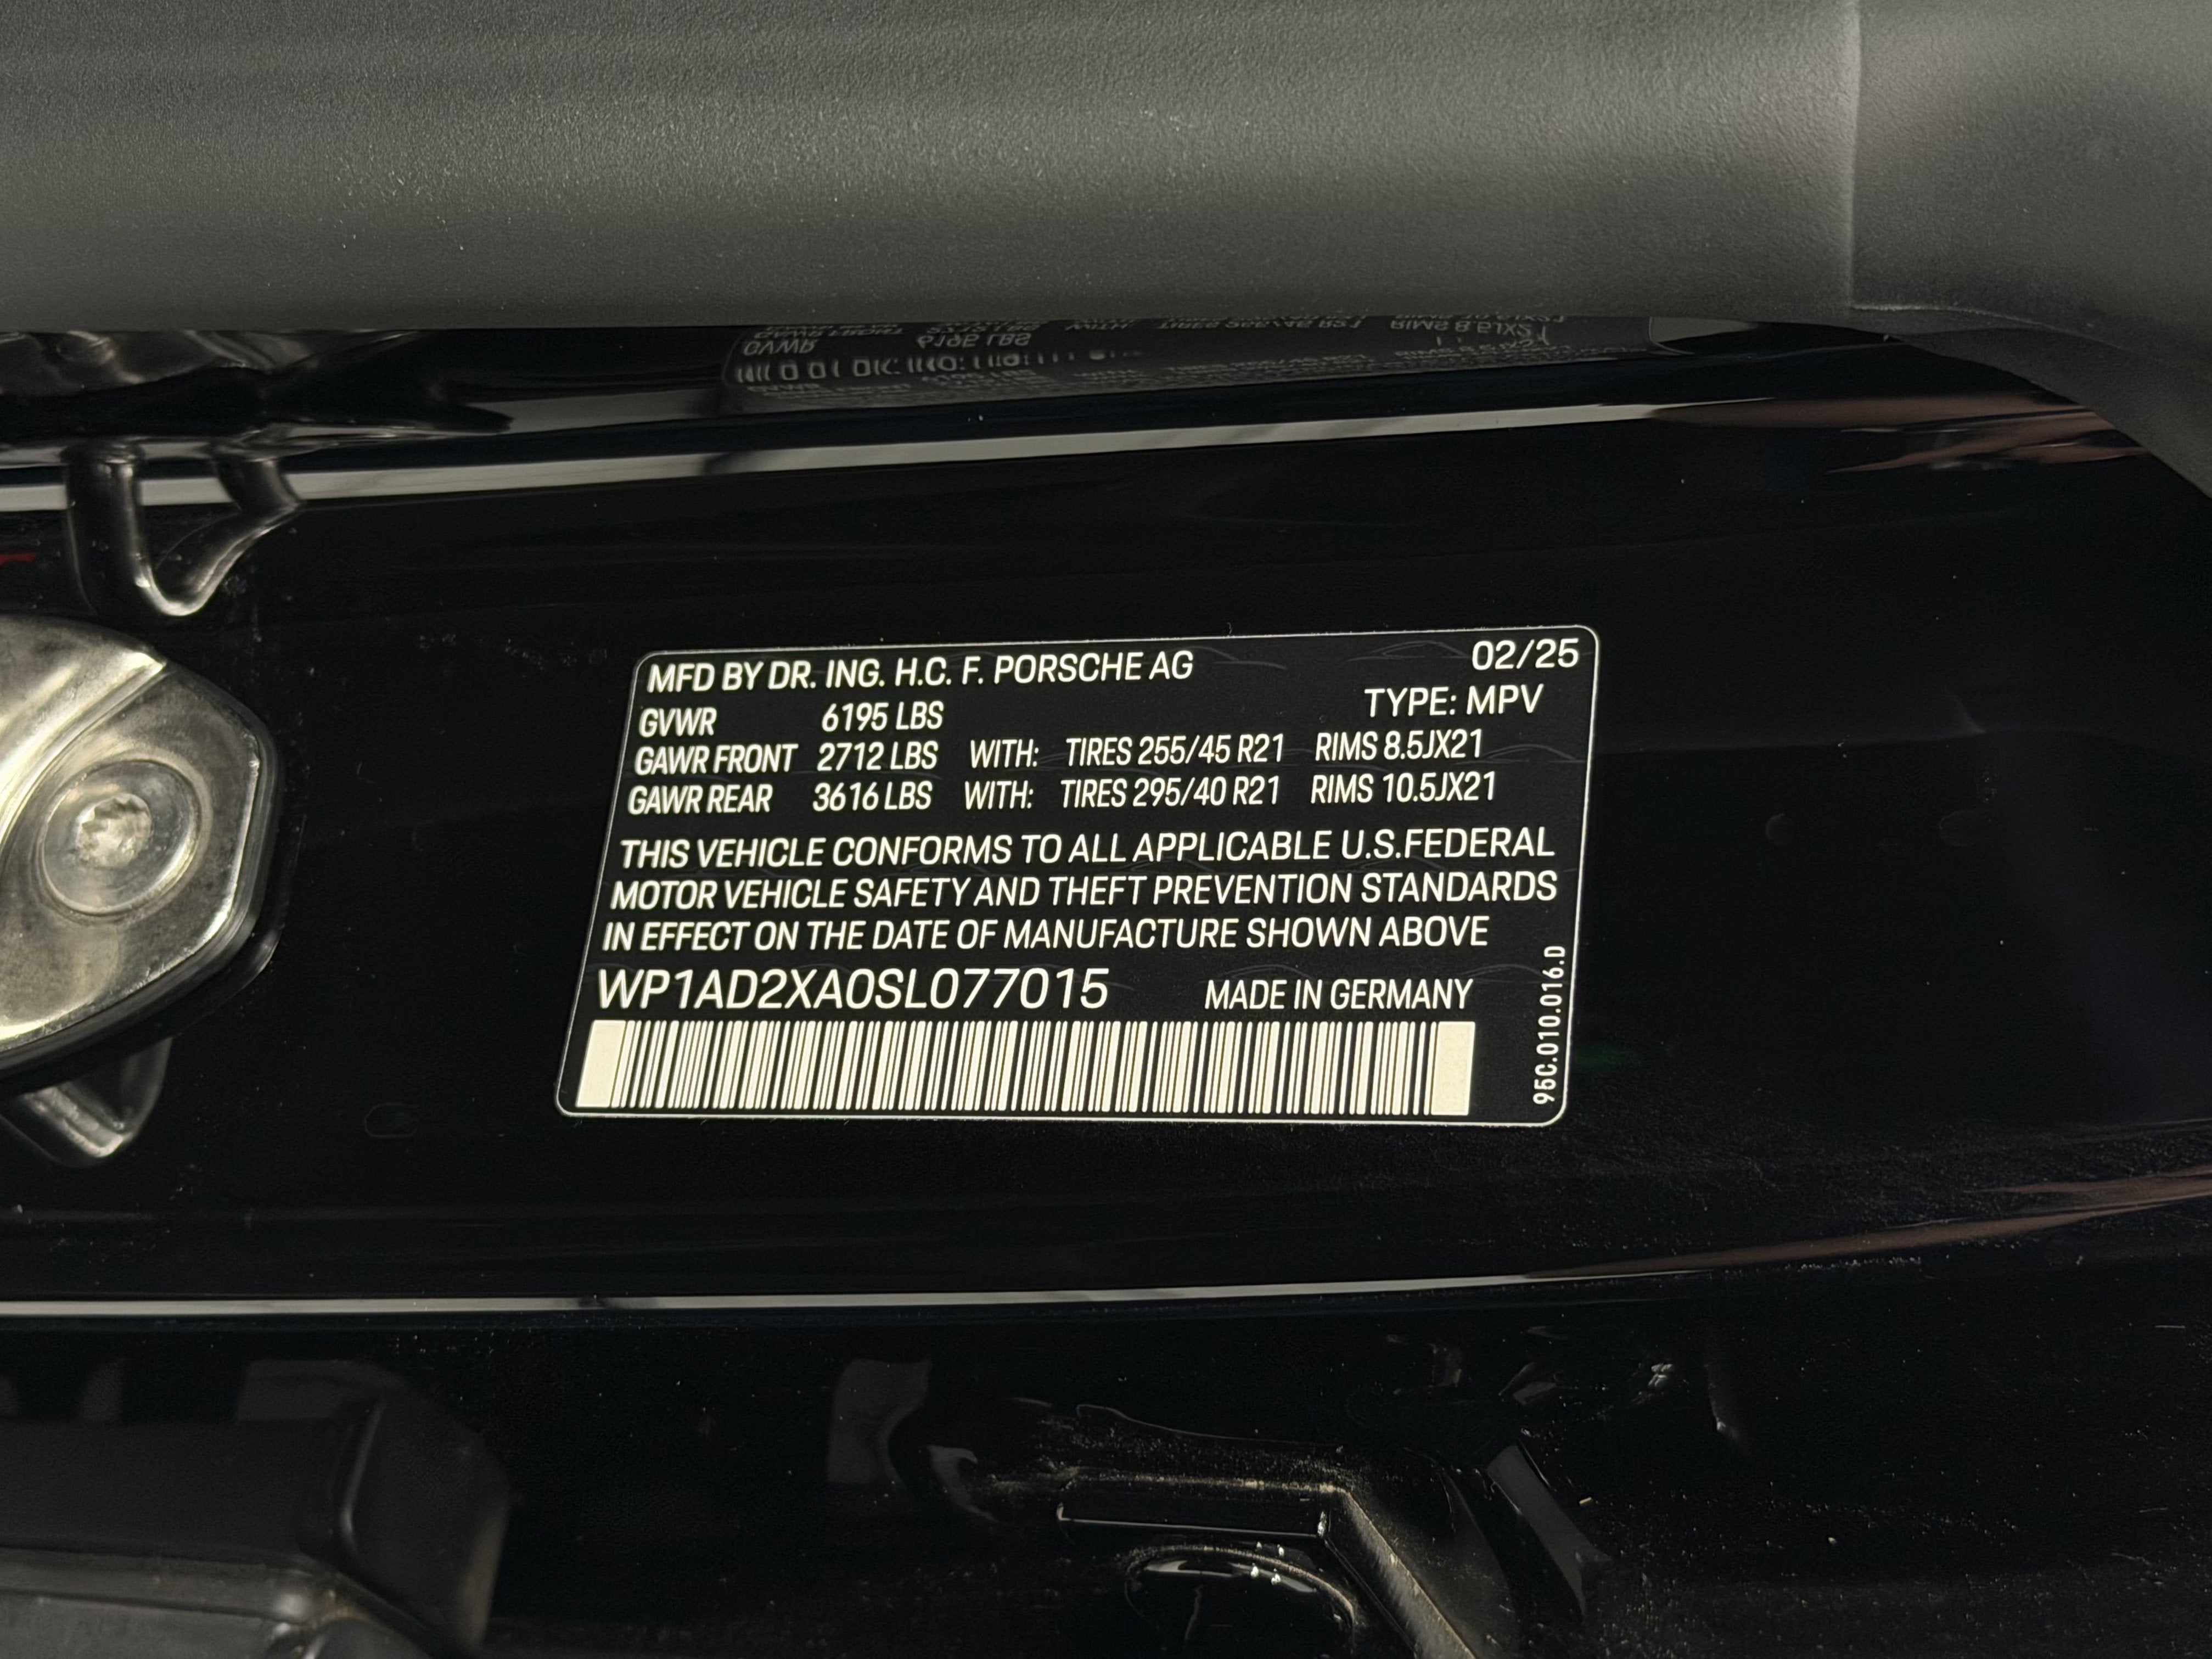 MFD BY DR. ING. H.C. F. PORSCHE AG 02/25
TYPE: MPV
GVWR 6195 LBS
GAWR FRONT 2712 LBS WITH: TIRES 255/45 R21 RIMS 8.5JX21
GAWR REAR 3616 LBS WITH: TIRES 295/40 R21 RIMS 10.5JX21
THIS VEHICLE CONFORMS TO ALL APPLICABLE U.S.FEDERAL
MOTOR VEHICLE SAFETY AND THEFT PREVENTION STANDARDS
IN EFFECT ON THE DATE OF MANUFACTURE SHOWN ABOVE
WP1AD2XA0SL077015 MADE IN GERMANY
95C.010.016.D